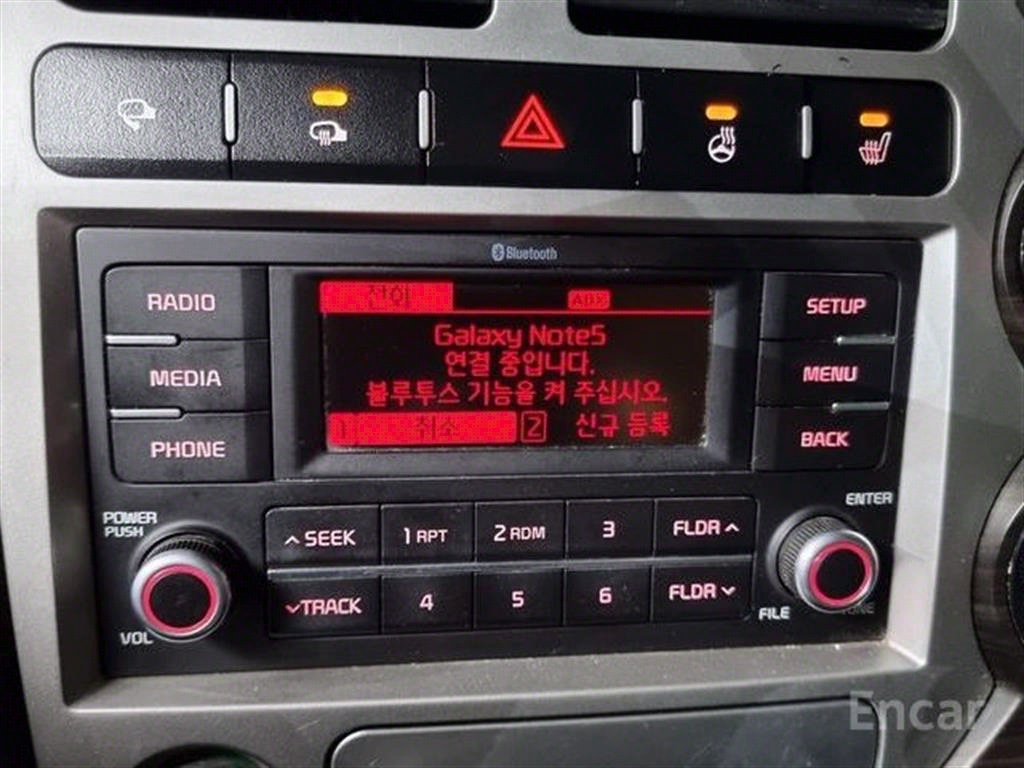 Bluetooth
RADIO
MEDIA
PHONE
전화
Galaxy Note5
연결 중입니다.
블루투스 기능을 켜 주십시오.
1 취소 2 신규 등록
SETUP
MENU
BACK
POWER
PUSH
VOL
SEEK 1 RPT 2 RDM 3 FLDR
TRACK 4 5 6 FLDR
ENTER
FILE TUNE
Encar